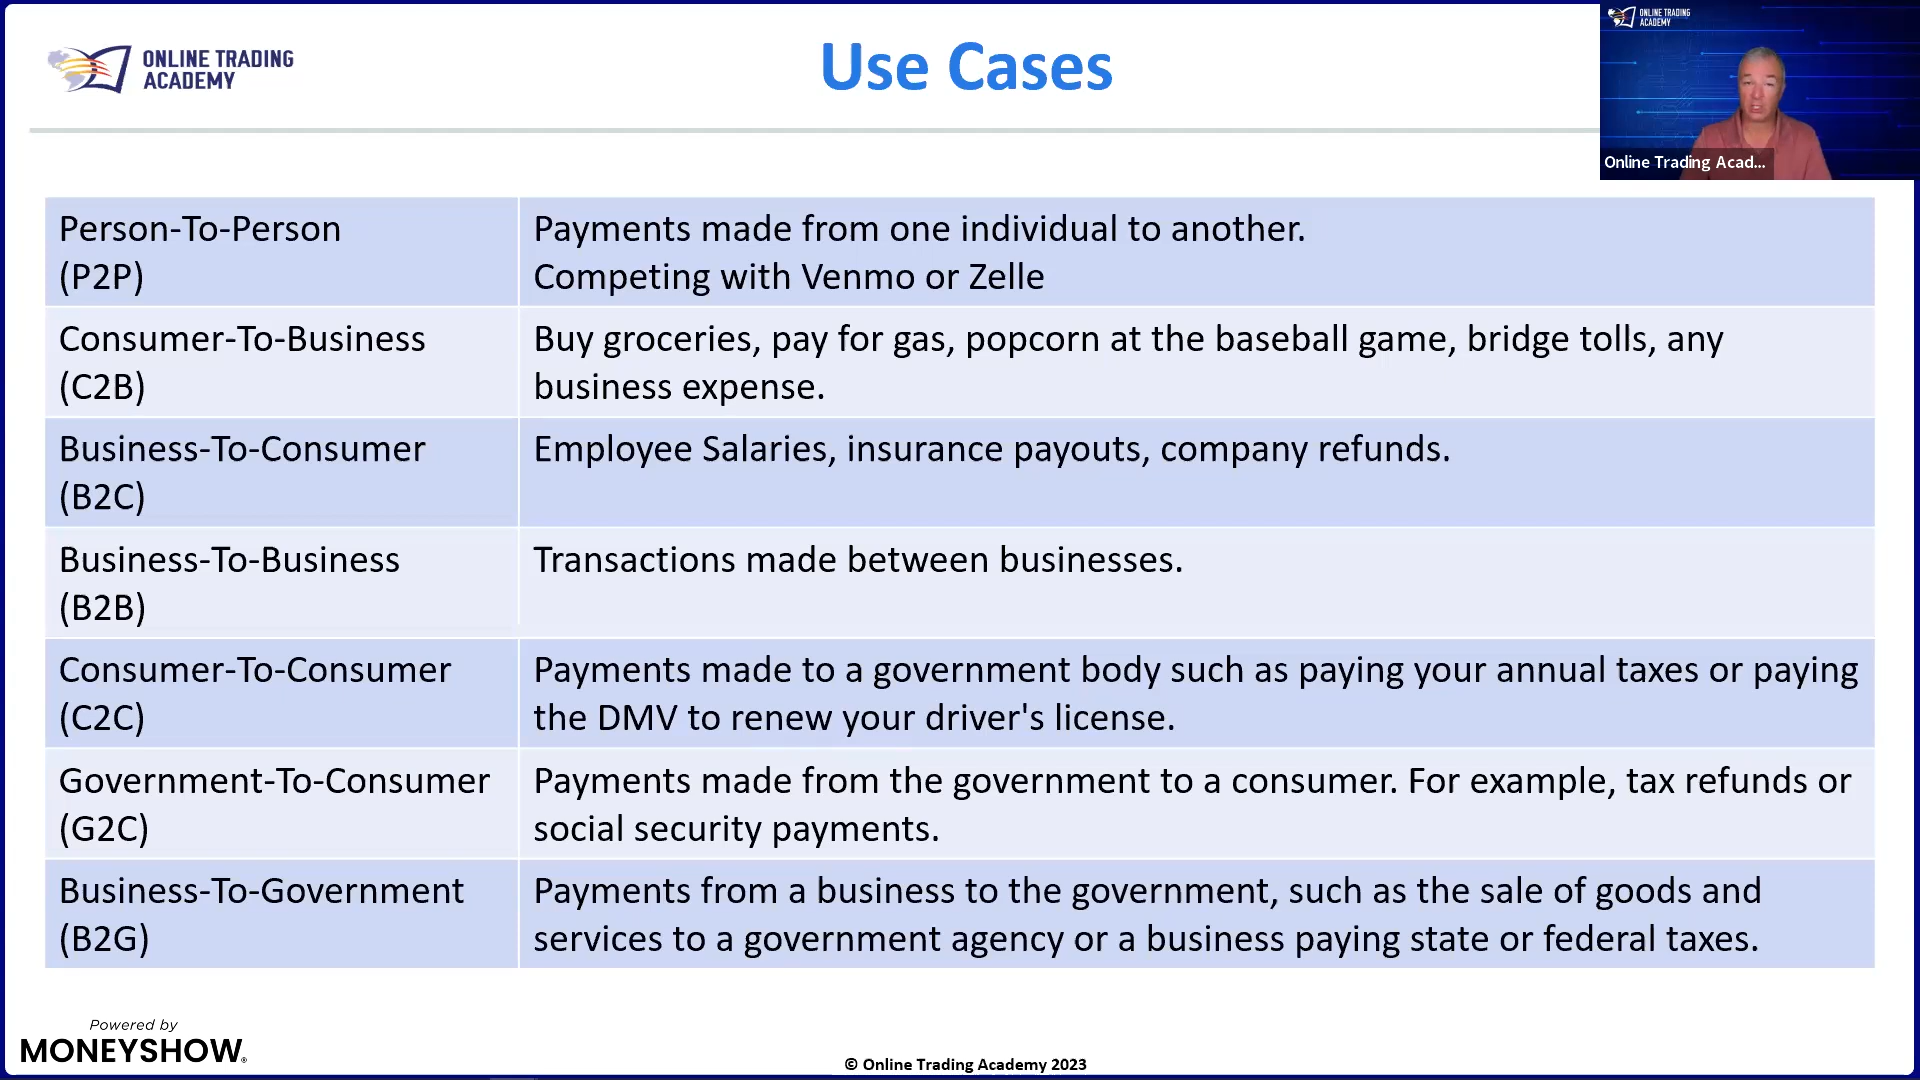 ONLINE TRADING
ACADEMY
Use Cases
ONLINE TRADING
ACADEMY
Online Trading Acad...
Person-To-Person
(P2P)
Payments made from one individual to another.
Competing with Venmo or Zelle
Consumer-To-Business
(C2B)
Buy groceries, pay for gas, popcorn at the baseball game, bridge tolls, any
business expense.
Business-To-Consumer
(B2C)
Employee Salaries, insurance payouts, company refunds.
Business-To-Business
(B2B)
Transactions made between businesses.
Consumer-To-Consumer
(C2C)
Payments made to a government body such as paying your annual taxes or paying
the DMV to renew your driver's license.
Government-To-Consumer
(G2C)
Payments made from the government to a consumer. For example, tax refunds or
social security payments.
Business-To-Government
(B2G)
Payments from a business to the government, such as the sale of goods and
services to a government agency or a business paying state or federal taxes.
Powered by
MONEYSHOW®
© Online Trading Academy 2023